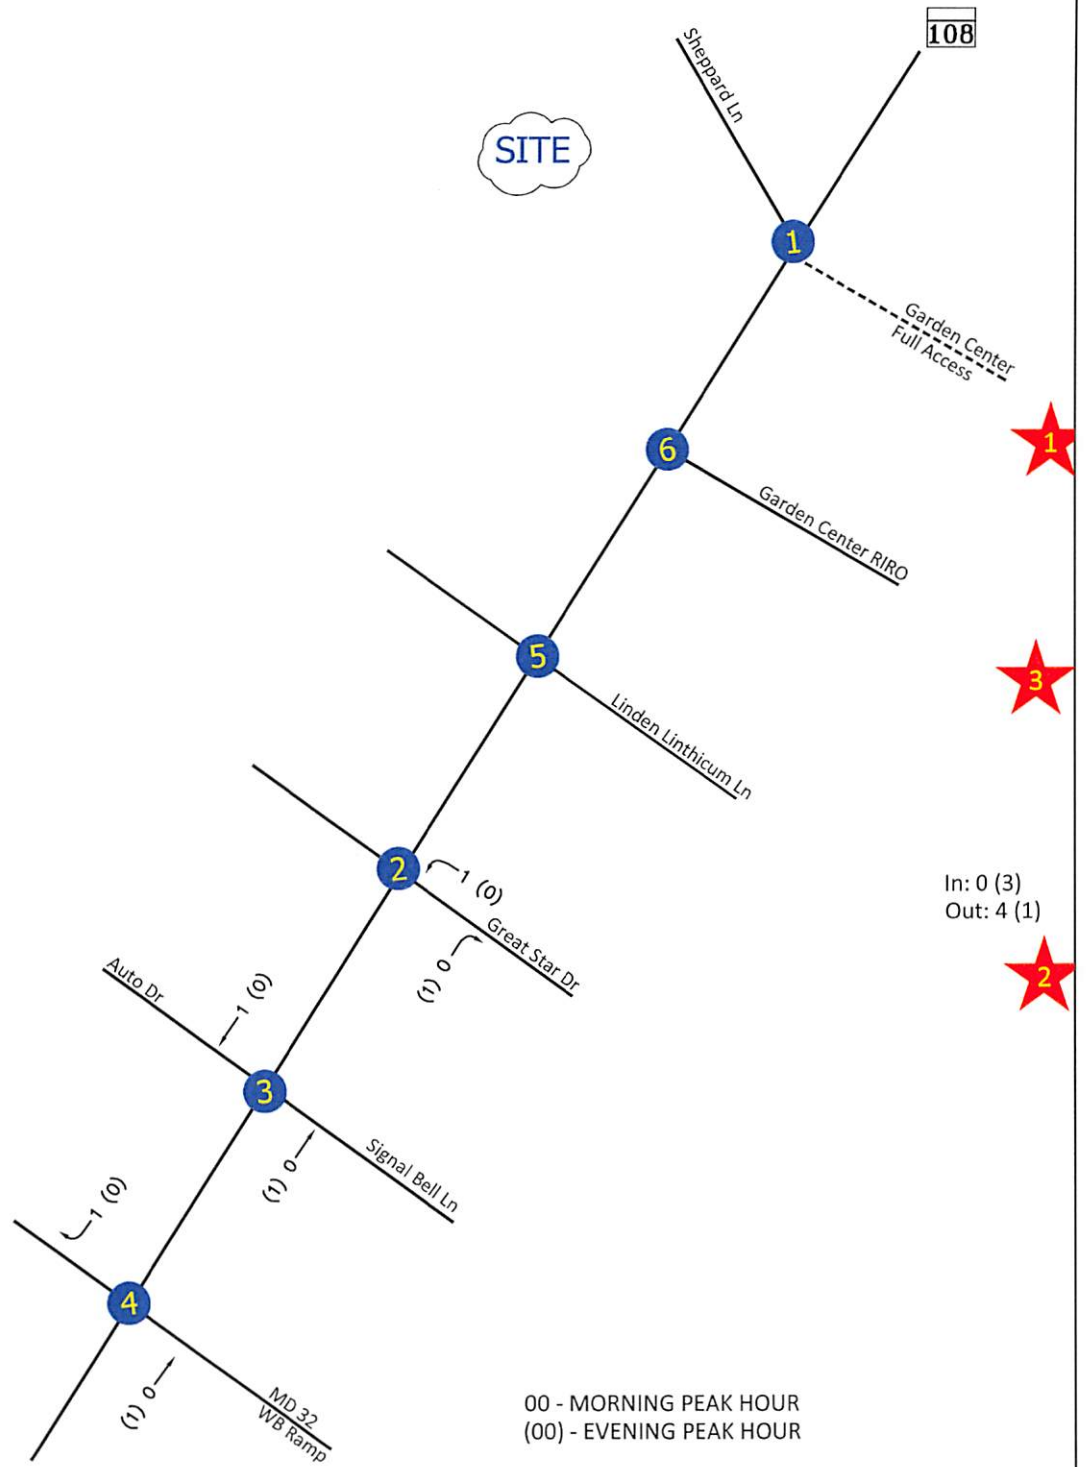 108
Sheppard Ln
SITE
1
Garden Center
Full Access
1
6
Garden Center RIRO
5
3
Linden Linthicum Ln
2
1 (0)
In: 0 (3)
Out: 4 (1)
Great Star Dr
(1) 0
2
Auto Dr
1 (0)
3
Signal Bell Ln
(1) 0
1 (0)
4
(1) 0
MD 32
WB Ramp
00 - MORNING PEAK HOUR
(00) - EVENING PEAK HOUR